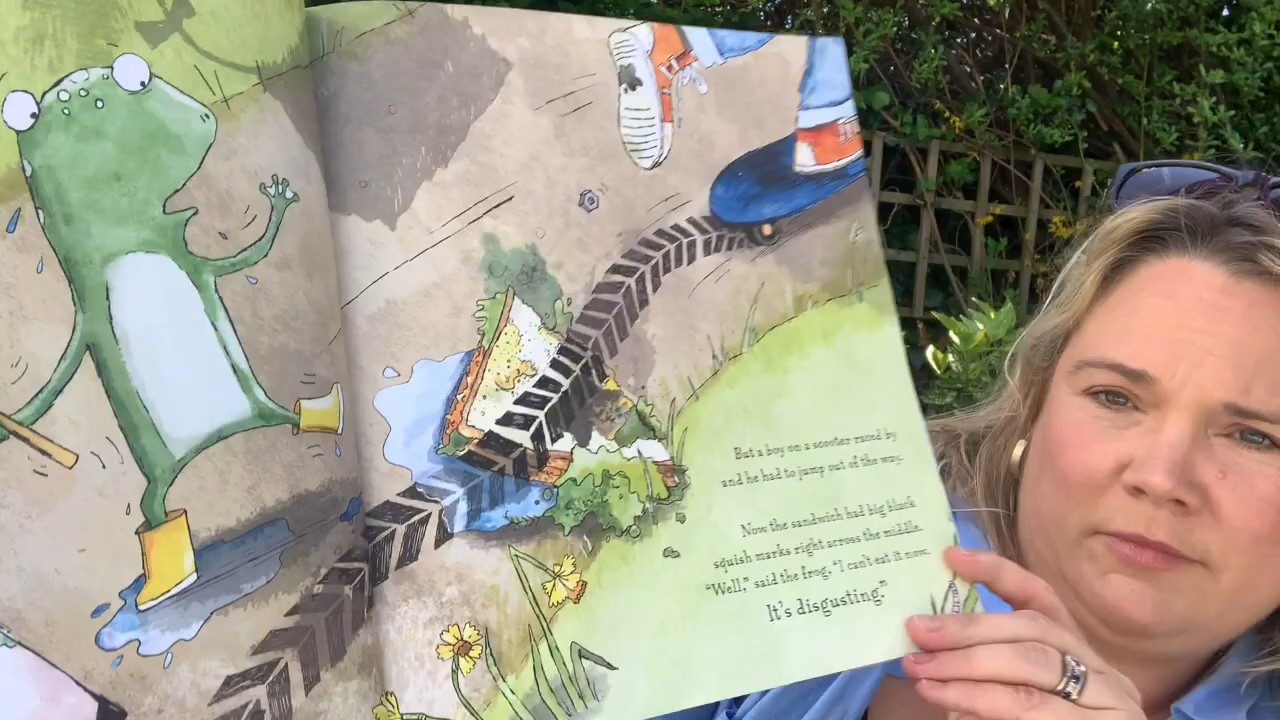 But a boy on a scooter raced by
and he had to jump out of the way.
Now the sandwich had big black
squish marks right across the middle.
"Well," said the frog, "I can't eat it now.
It's disgusting."